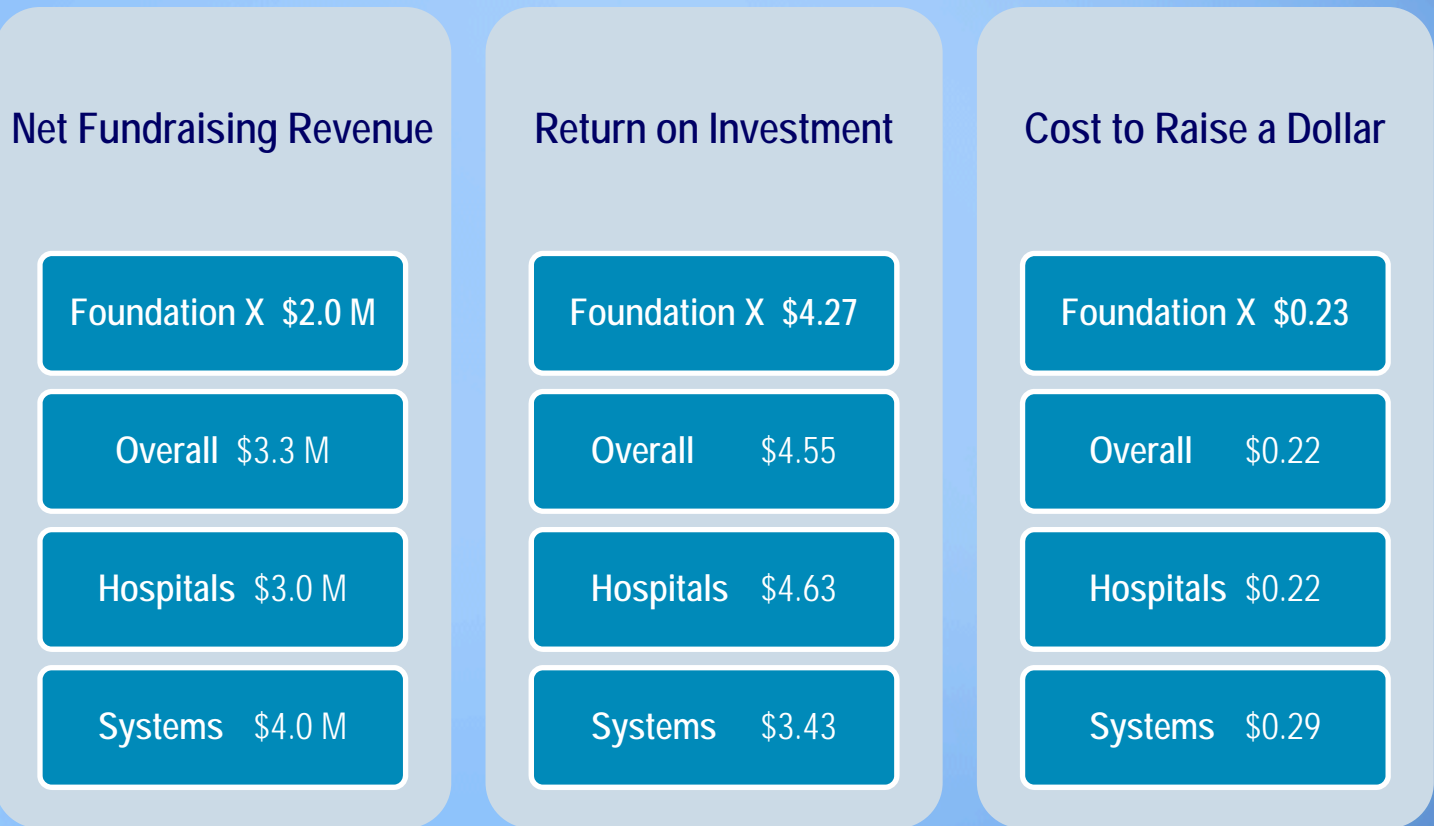 Net Fundraising Revenue
Foundation X $2.0 M
Overall $3.3 M
Hospitals $3.0 M
Systems $4.0 M
Return on Investment
Foundation X $4.27
Overall $4.55
Hospitals $4.63
Systems $3.43
Cost to Raise a Dollar
Foundation X $0.23
Overall $0.22
Hospitals $0.22
Systems $0.29